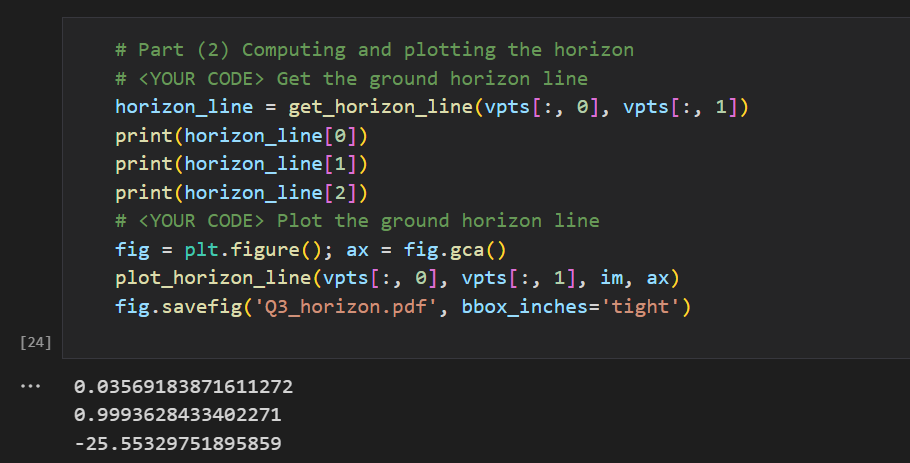 # Part (2) Computing and plotting the horizon
# <YOUR CODE> Get the ground horizon line
horizon_line = get_horizon_line(vpts[:, 0], vpts[:, 1])
print(horizon_line[0])
print(horizon_line[1])
print(horizon_line[2])
# <YOUR CODE> Plot the ground horizon line
fig = plt.figure(); ax = fig.gca()
plot_horizon_line(vpts[:, 0], vpts[:, 1], im, ax)
fig.savefig('Q3_horizon.pdf', bbox_inches='tight')
[24]
... 0.03569183871611272
0.9993628433402271
-25.55329751895859